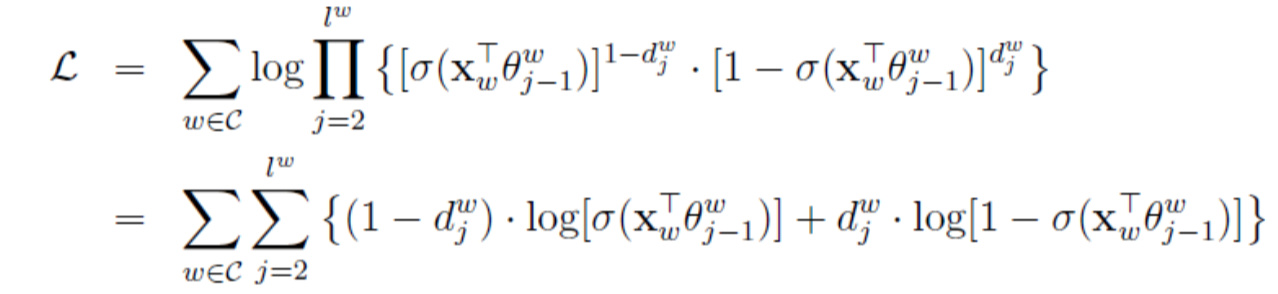 $\mathcal{L} = \sum_{w \in \mathcal{C}} \log \prod_{j=2}^{l^w} \left\{ [\sigma(\mathbf{x}_w^\top \theta_{j-1}^w)]^{1-d_j^w} \cdot [1 - \sigma(\mathbf{x}_w^\top \theta_{j-1}^w)]^{d_j^w} \right\}$
$= \sum_{w \in \mathcal{C}} \sum_{j=2}^{l^w} \left\{ (1 - d_j^w) \cdot \log[\sigma(\mathbf{x}_w^\top \theta_{j-1}^w)] + d_j^w \cdot \log[1 - \sigma(\mathbf{x}_w^\top \theta_{j-1}^w)] \right\}$